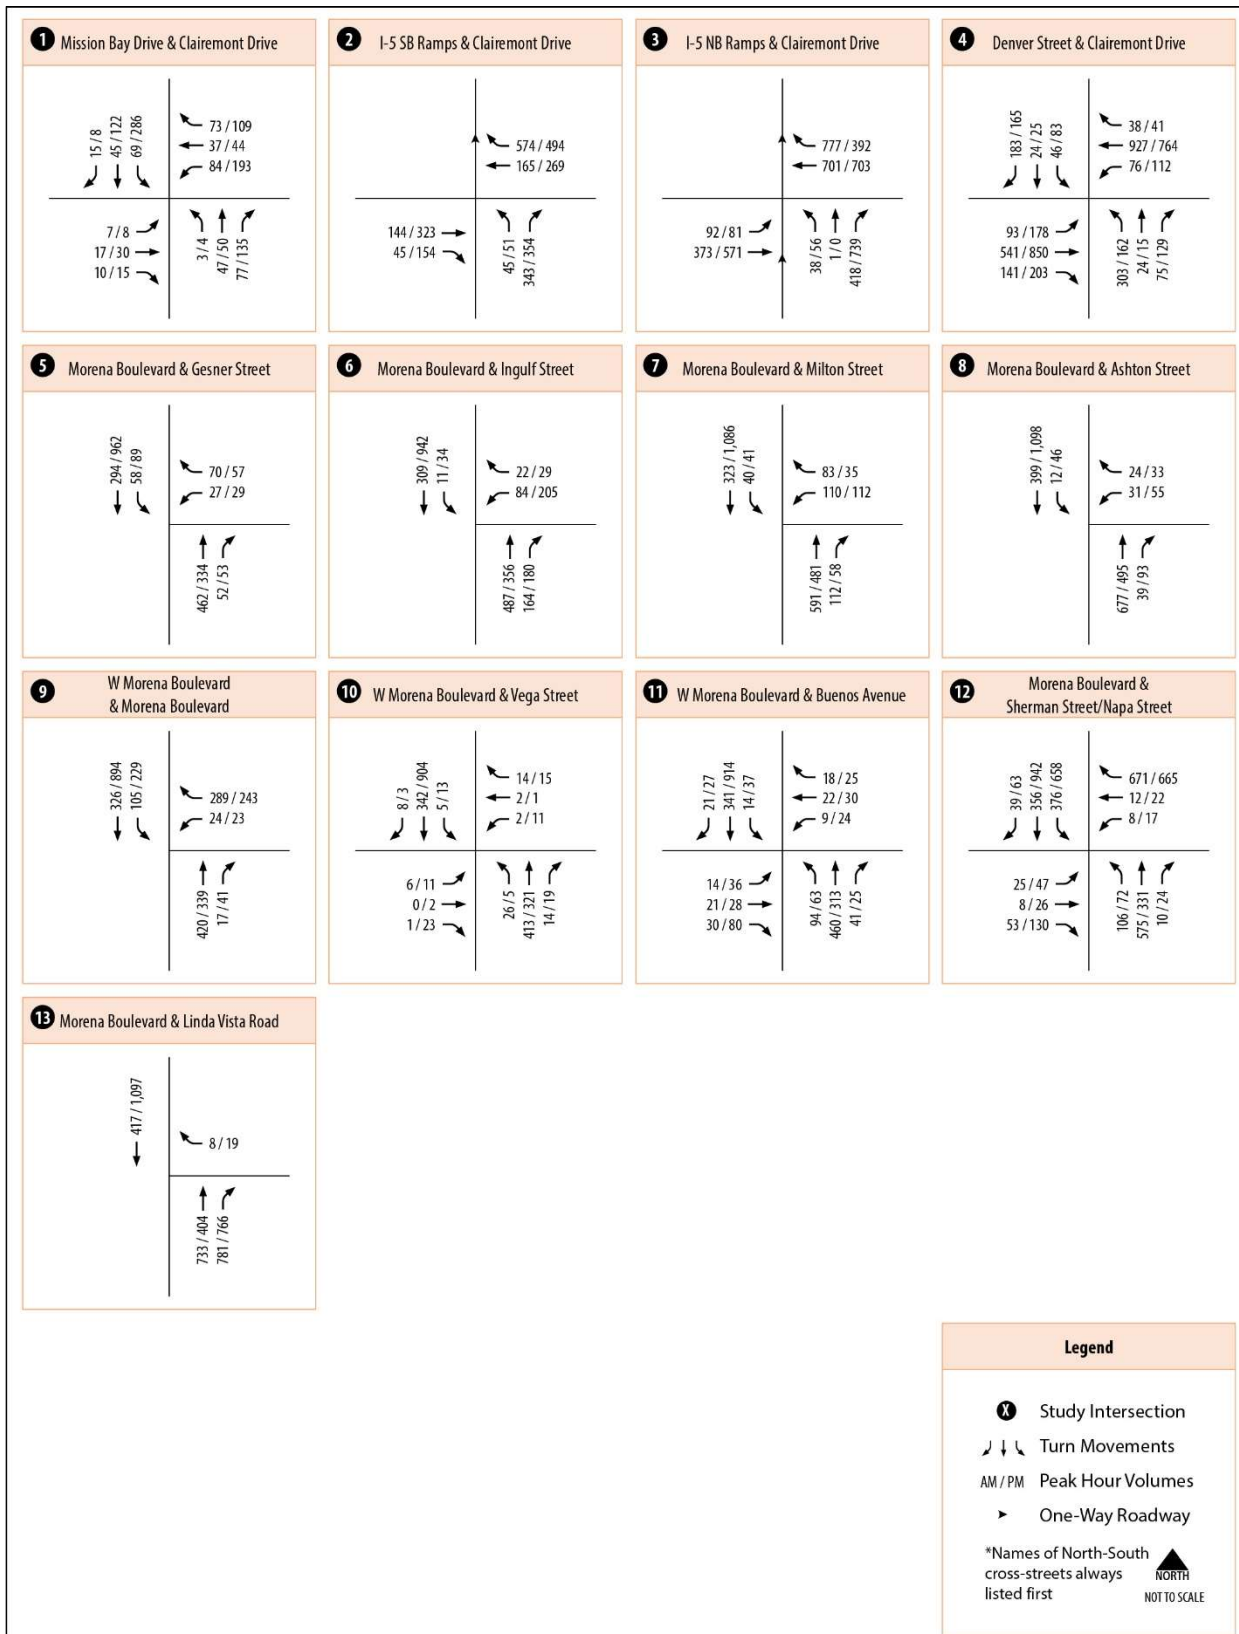 1 Mission Bay Drive & Clairemont Drive
15 / 8
45 / 122
69 / 286
73 / 109
37 / 44
84 / 193
7 / 8
17 / 30
10 / 15
3 / 4
47 / 50
77 / 135
2 I-5 SB Ramps & Clairemont Drive
574 / 494
165 / 269
144 / 323
45 / 154
45 / 51
343 / 354
3 I-5 NB Ramps & Clairemont Drive
777 / 392
701 / 703
92 / 81
373 / 571
38 / 56
1 / 0
418 / 739
4 Denver Street & Clairemont Drive
183 / 165
24 / 25
46 / 83
38 / 41
927 / 764
76 / 112
93 / 178
541 / 850
141 / 203
303 / 162
24 / 15
75 / 129
5 Morena Boulevard & Gesner Street
294 / 962
58 / 89
70 / 57
27 / 29
462 / 334
52 / 53
6 Morena Boulevard & Ingulf Street
309 / 942
11 / 34
22 / 29
84 / 205
487 / 356
164 / 180
7 Morena Boulevard & Milton Street
323 / 1,086
40 / 41
83 / 35
110 / 112
591 / 481
112 / 58
8 Morena Boulevard & Ashton Street
399 / 1,098
12 / 46
24 / 33
31 / 55
677 / 495
39 / 93
9 W Morena Boulevard
& Morena Boulevard
326 / 894
105 / 229
289 / 243
24 / 23
420 / 339
17 / 41
10 W Morena Boulevard & Vega Street
8 / 3
342 / 904
5 / 13
14 / 15
2 / 1
2 / 11
6 / 11
0 / 2
1 / 23
26 / 5
413 / 321
14 / 19
11 W Morena Boulevard & Buenos Avenue
21 / 27
341 / 914
14 / 37
18 / 25
22 / 30
9 / 24
14 / 36
21 / 28
30 / 80
94 / 63
460 / 313
41 / 25
12 Morena Boulevard &
Sherman Street/Napa Street
39 / 63
356 / 942
376 / 658
671 / 665
12 / 22
8 / 17
25 / 47
8 / 26
53 / 130
106 / 72
575 / 331
10 / 24
13 Morena Boulevard & Linda Vista Road
417 / 1,097
8 / 19
733 / 404
781 / 766
Legend
X Study Intersection
Turn Movements
AM / PM Peak Hour Volumes
One-Way Roadway
*Names of North-South
cross-streets always
listed first
NORTH
NOT TO SCALE